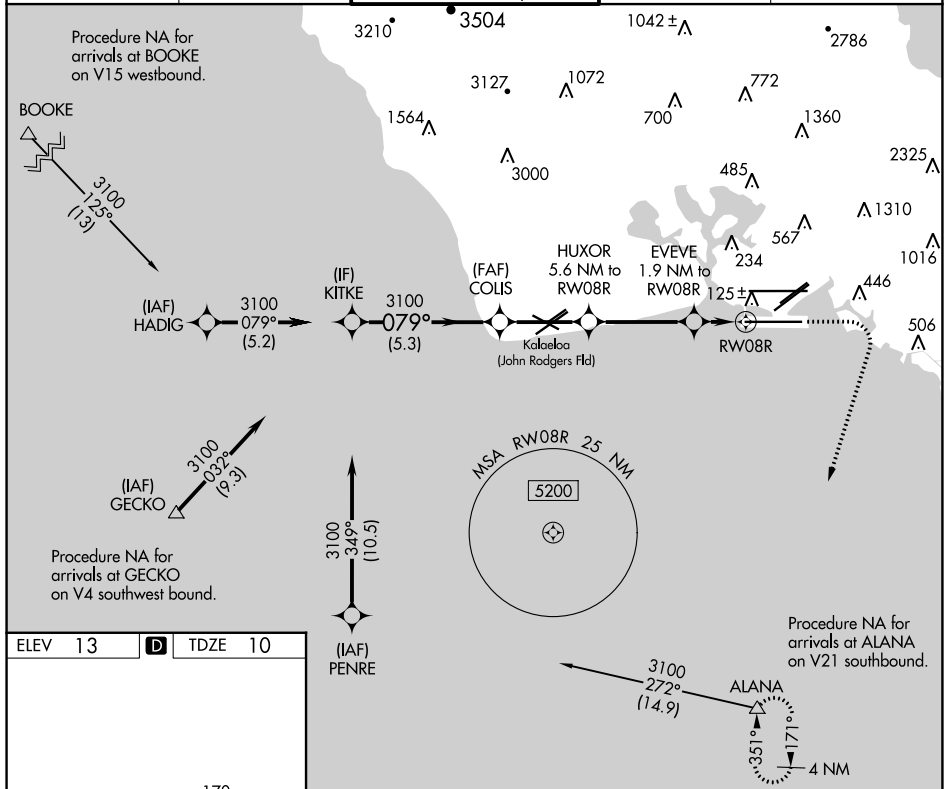 Procedure NA for
arrivals at BOOKE
on V15 westbound.
BOOKE
3100
125°
(13)
3210
3504
1042 ±
2786
3127
1072
772
1564
700
1360
3000
2325
485
1310
567
1016
234
446
125±
506
(IAF)
HADIG
3100
079°
(5.2)
(IF)
KITKE
3100
079°
(5.3)
(FAF)
COLIS
HUXOR
5.6 NM to
RW08R
EVEVE
1.9 NM to
RW08R
Kalaeloa
(John Rodgers Fld)
RW08R
(IAF)
GECKO
3100
032°
(9.3)
Procedure NA for
arrivals at GECKO
on V4 southwest bound.
3100
349°
(10.5)
(IAF)
PENRE
MSA RW08R 25 NM
5200
Procedure NA for
arrivals at ALANA
on V21 southbound.
3100
272°
(14.9)
ALANA
351°
171°
4 NM
ELEV 13 D TDZE 10